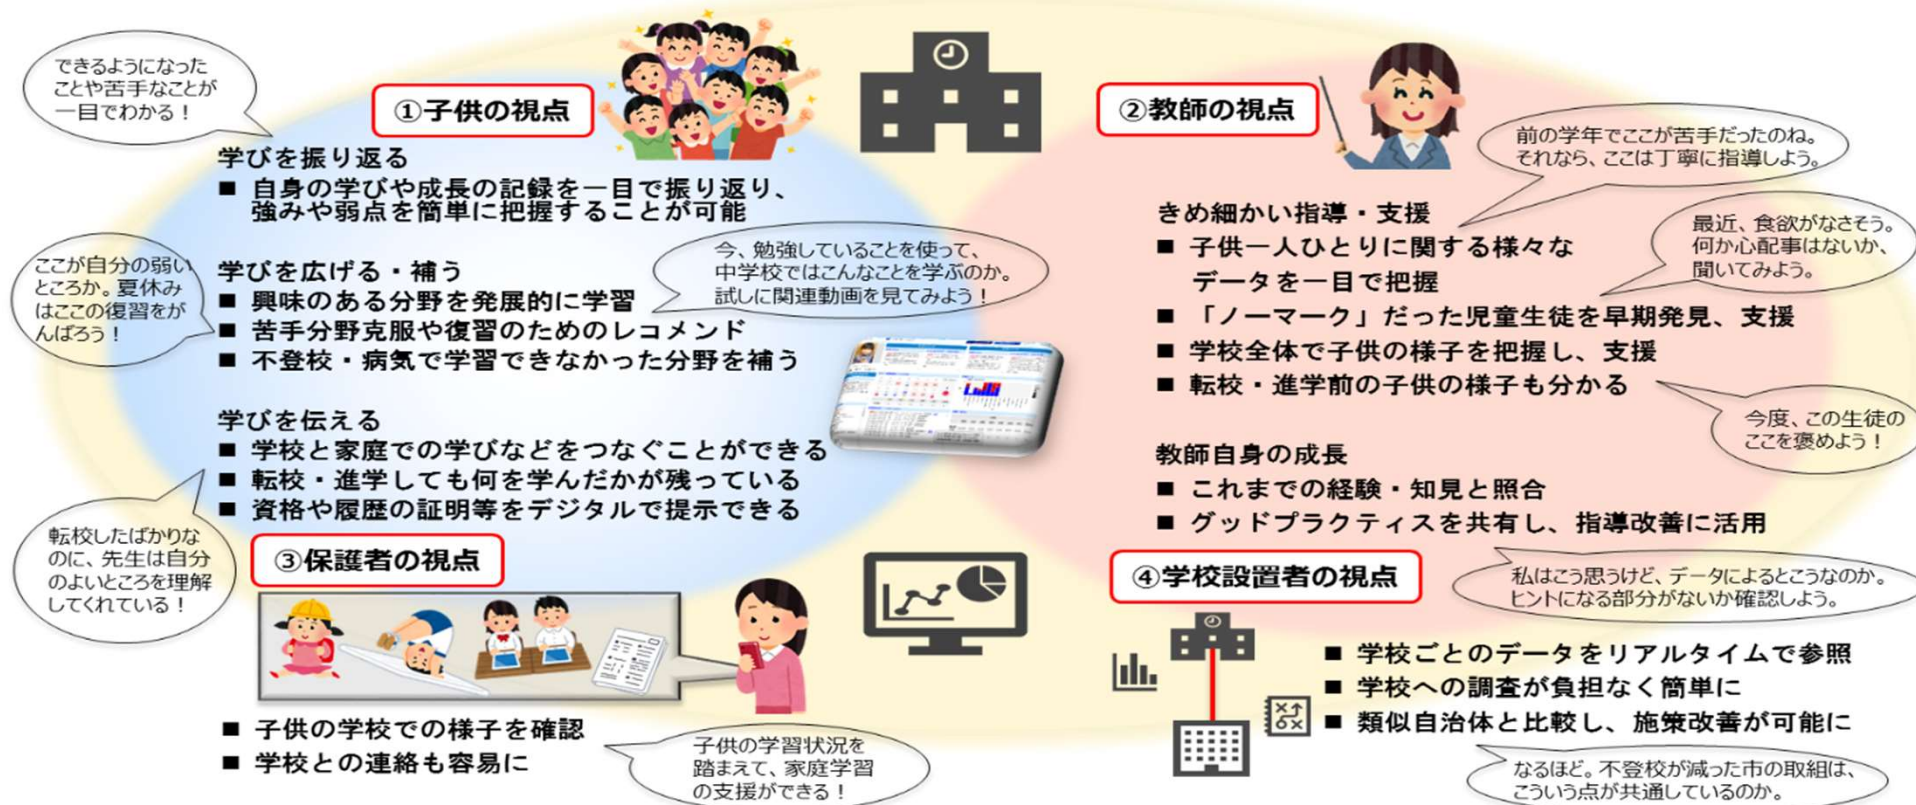 できるようになった
ことや苦手なことが
一目でわかる！
①子供の視点
学びを振り返る
■ 自身の学びや成長の記録を一目で振り返り、
強みや弱点を簡単に把握することが可能
ここが自分の弱い
ところか。夏休み
はここの復習をが
んばろう！
今、勉強していることを使って、
中学校ではこんなことを学ぶのか。
試しに関連動画を見てみよう！
学びを広げる・補う
■ 興味のある分野を発展的に学習
■ 苦手分野克服や復習のためのレコメンド
■ 不登校・病気で学習できなかった分野を補う
学びを伝える
■ 学校と家庭での学びなどをつなぐことができる
■ 転校・進学しても何を学んだかが残っている
■ 資格や履歴の証明等をデジタルで提示できる
転校したばかりな
のに、先生は自分
のよいところを理解
してくれている！
②教師の視点
前の学年でここが苦手だったのね。
それなら、ここは丁寧に指導しよう。
きめ細かい指導・支援
■ 子供一人ひとりに関する様々な
データを一目で把握
■ 「ノーマーク」だった児童生徒を早期発見、支援
■ 学校全体で子供の様子を把握し、支援
■ 転校・進学前の子供の様子も分かる
最近、食欲がなさそう。
何か心配事はないか、
聞いてみよう。
今度、この生徒の
ここを褒めよう！
教師自身の成長
■ これまでの経験・知見と照合
■ グッドプラクティスを共有し、指導改善に活用
私はこう思うけど、データによるとこうなのか。
ヒントになる部分がないか確認しよう。
③保護者の視点
■ 子供の学校での様子を確認
■ 学校との連絡も容易に
子供の学習状況を
踏まえて、家庭学習
の支援ができる！
④学校設置者の視点
■ 学校ごとのデータをリアルタイムで参照
■ 学校への調査が負担なく簡単に
■ 類似自治体と比較し、施策改善が可能に
なるほど。不登校が減った市の取組は、
こういう点が共通しているのか。